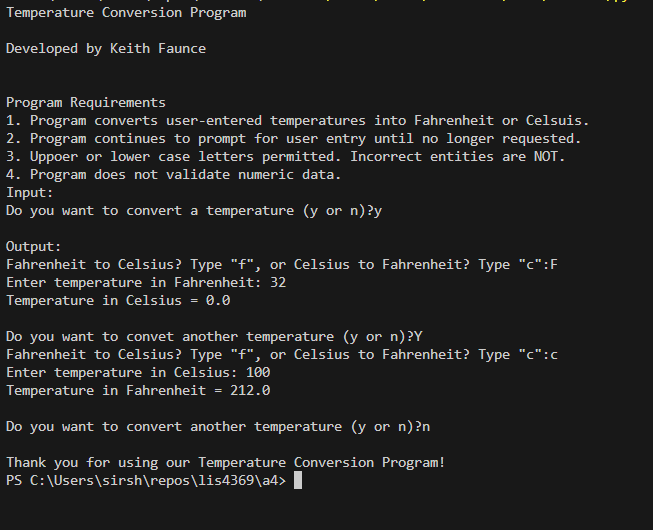 Temperature Conversion Program
Developed by Keith Faunce
Program Requirements
1. Program converts user-entered temperatures into Fahrenheit or Celsuis.
2. Program continues to prompt for user entry until no longer requested.
3. Uppoer or lower case letters permitted. Incorrect entities are NOT.
4. Program does not validate numeric data.
Input:
Do you want to convert a temperature (y or n)?y
Output:
Fahrenheit to Celsius? Type "f", or Celsius to Fahrenheit? Type "c":F
Enter temperature in Fahrenheit: 32
Temperature in Celsius = 0.0
Do you want to convet another temperature (y or n)?Y
Fahrenheit to Celsius? Type "f", or Celsius to Fahrenheit? Type "c":c
Enter temperature in Celsius: 100
Temperature in Fahrenheit = 212.0
Do you want to convert another temperature (y or n)?n
Thank you for using our Temperature Conversion Program!
PS C:\Users\sirsh\repos\lis4369\a4>